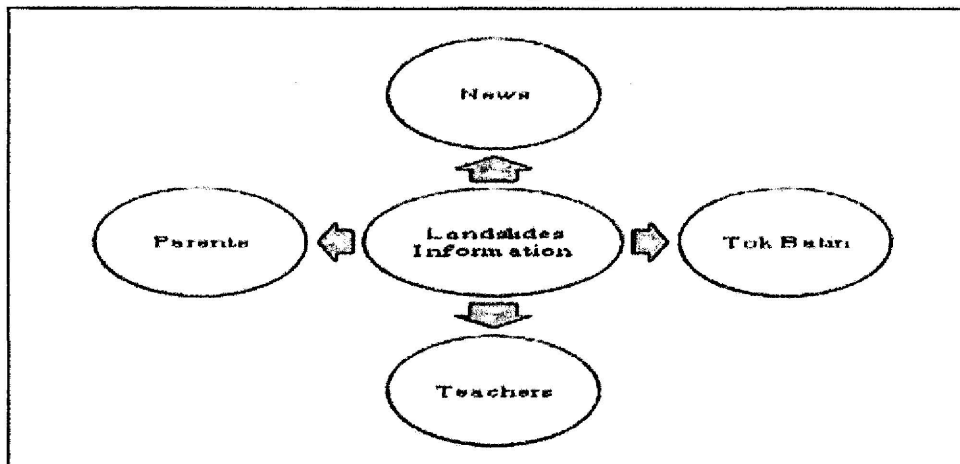 News
Parents
Landslides
Information
Tok Batin
Teachers